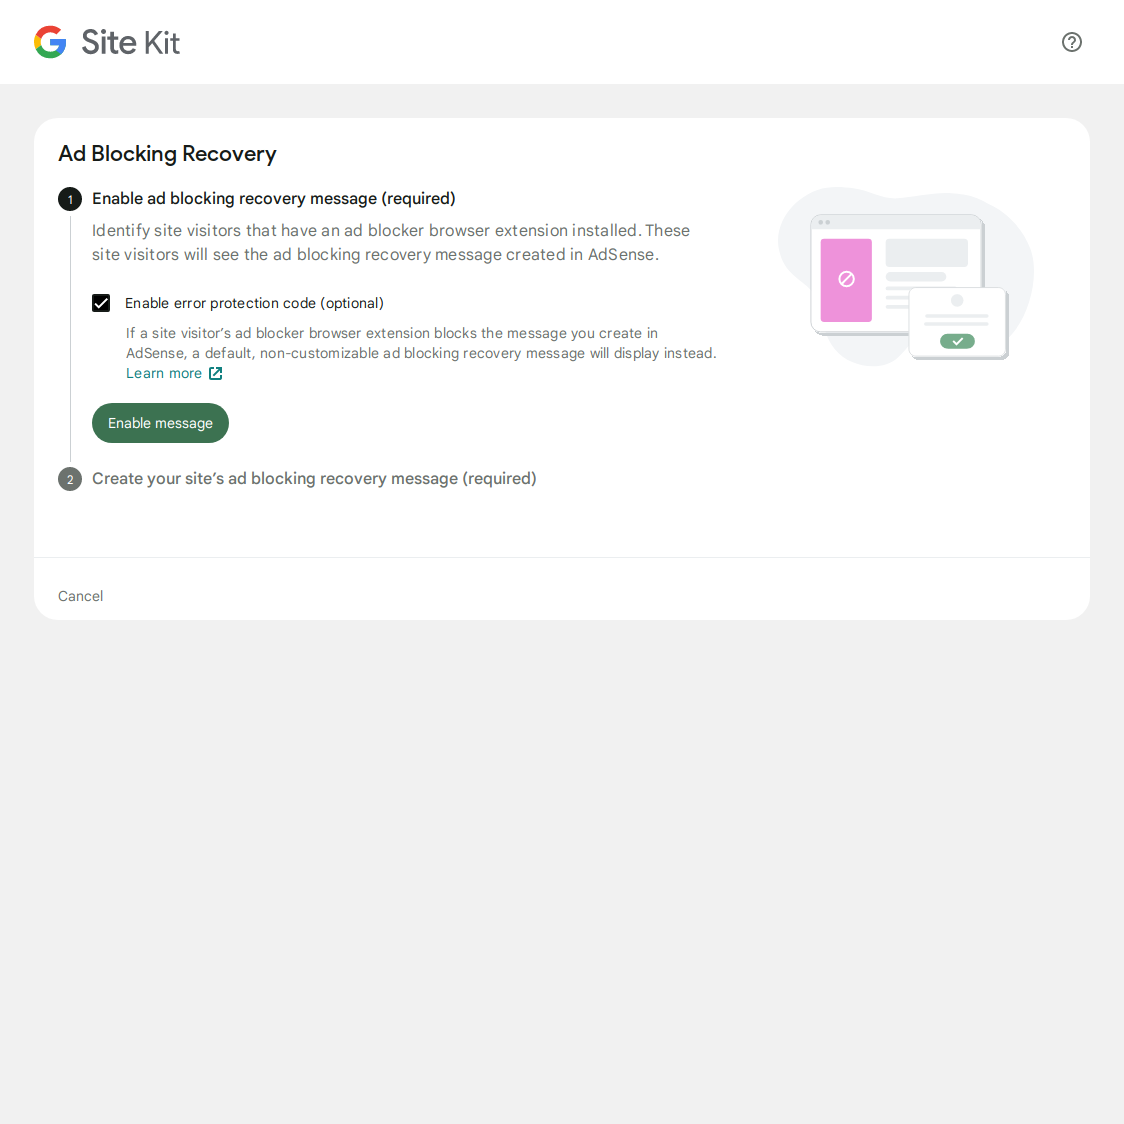 Site Kit
Ad Blocking Recovery
1 Enable ad blocking recovery message (required)
Identify site visitors that have an ad blocker browser extension installed. These
site visitors will see the ad blocking recovery message created in AdSense.
Enable error protection code (optional)
If a site visitor’s ad blocker browser extension blocks the message you create in
AdSense, a default, non-customizable ad blocking recovery message will display instead.
Learn more
Enable message
2 Create your site’s ad blocking recovery message (required)
Cancel